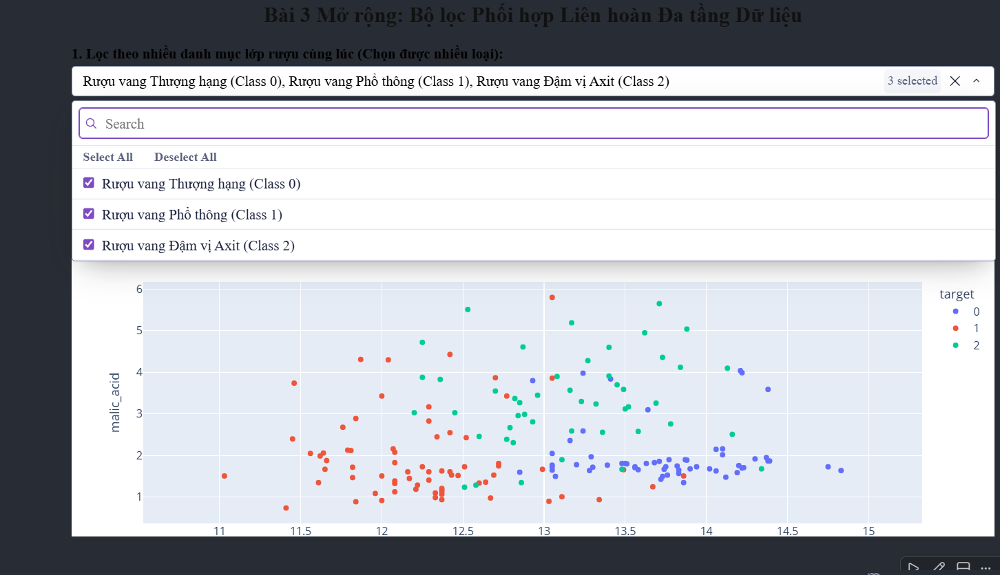 Bài 3 Mở rộng: Bộ lọc Phối hợp Liên hoàn Đa tầng Dữ liệu
1. Lọc theo nhiều danh mục lớp rượu cùng lúc (Chọn được nhiều loại):
Rượu vang Thượng hạng (Class 0), Rượu vang Phổ thông (Class 1), Rượu vang Đậm vị Axit (Class 2) 3 selected
Search
Select All Deselect All
Rượu vang Thượng hạng (Class 0)
Rượu vang Phổ thông (Class 1)
Rượu vang Đậm vị Axit (Class 2)
target
0
1
2
malic_acid
6
5
4
3
2
1
11 11.5 12 12.5 13 13.5 14 14.5 15